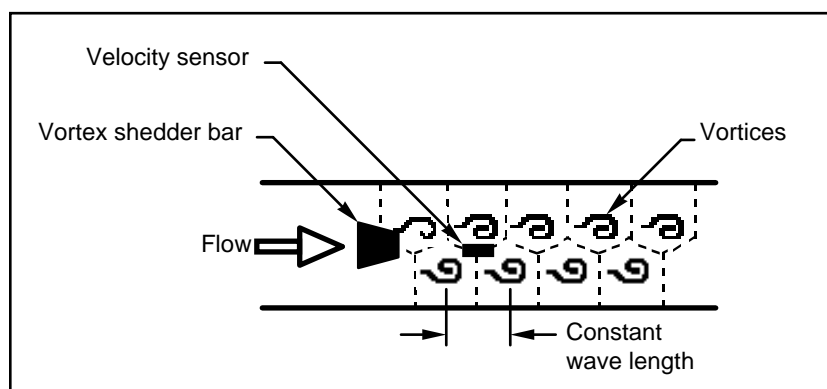 Velocity sensor
Vortex shedder bar
Vortices
Flow
Constant
wave length